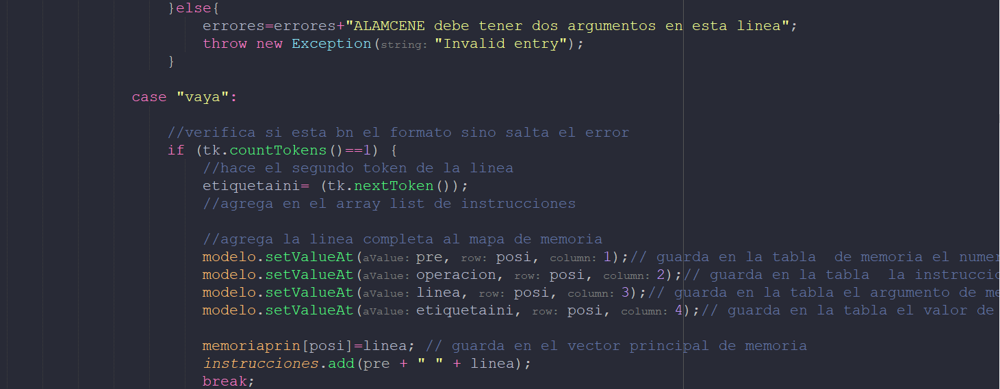 }else{
errores=errores+"ALAMCENE debe tener dos argumentos en esta linea";
throw new Exception(string: "Invalid entry");
}
case "vaya":
//verifica si esta bn el formato sino salta el error
if (tk.countTokens()==1) {
//hace el segundo token de la linea
etiquetaini= (tk.nextToken());
//agrega en el array list de instrucciones
//agrega la linea completa al mapa de memoria
modelo.setValueAt(aValue: pre, row: posi, column: 1);// guarda en la tabla  de memoria el numer
modelo.setValueAt(aValue: operacion, row: posi, column: 2);// guarda en la tabla  la instruccio
modelo.setValueAt(aValue: linea, row: posi, column: 3);// guarda en la tabla el argumento de me
modelo.setValueAt(aValue: etiquetaini, row: posi, column: 4);// guarda en la tabla el valor de
memoriaprin[posi]=linea; // guarda en el vector principal de memoria
instrucciones.add(pre + " " + linea);
break;